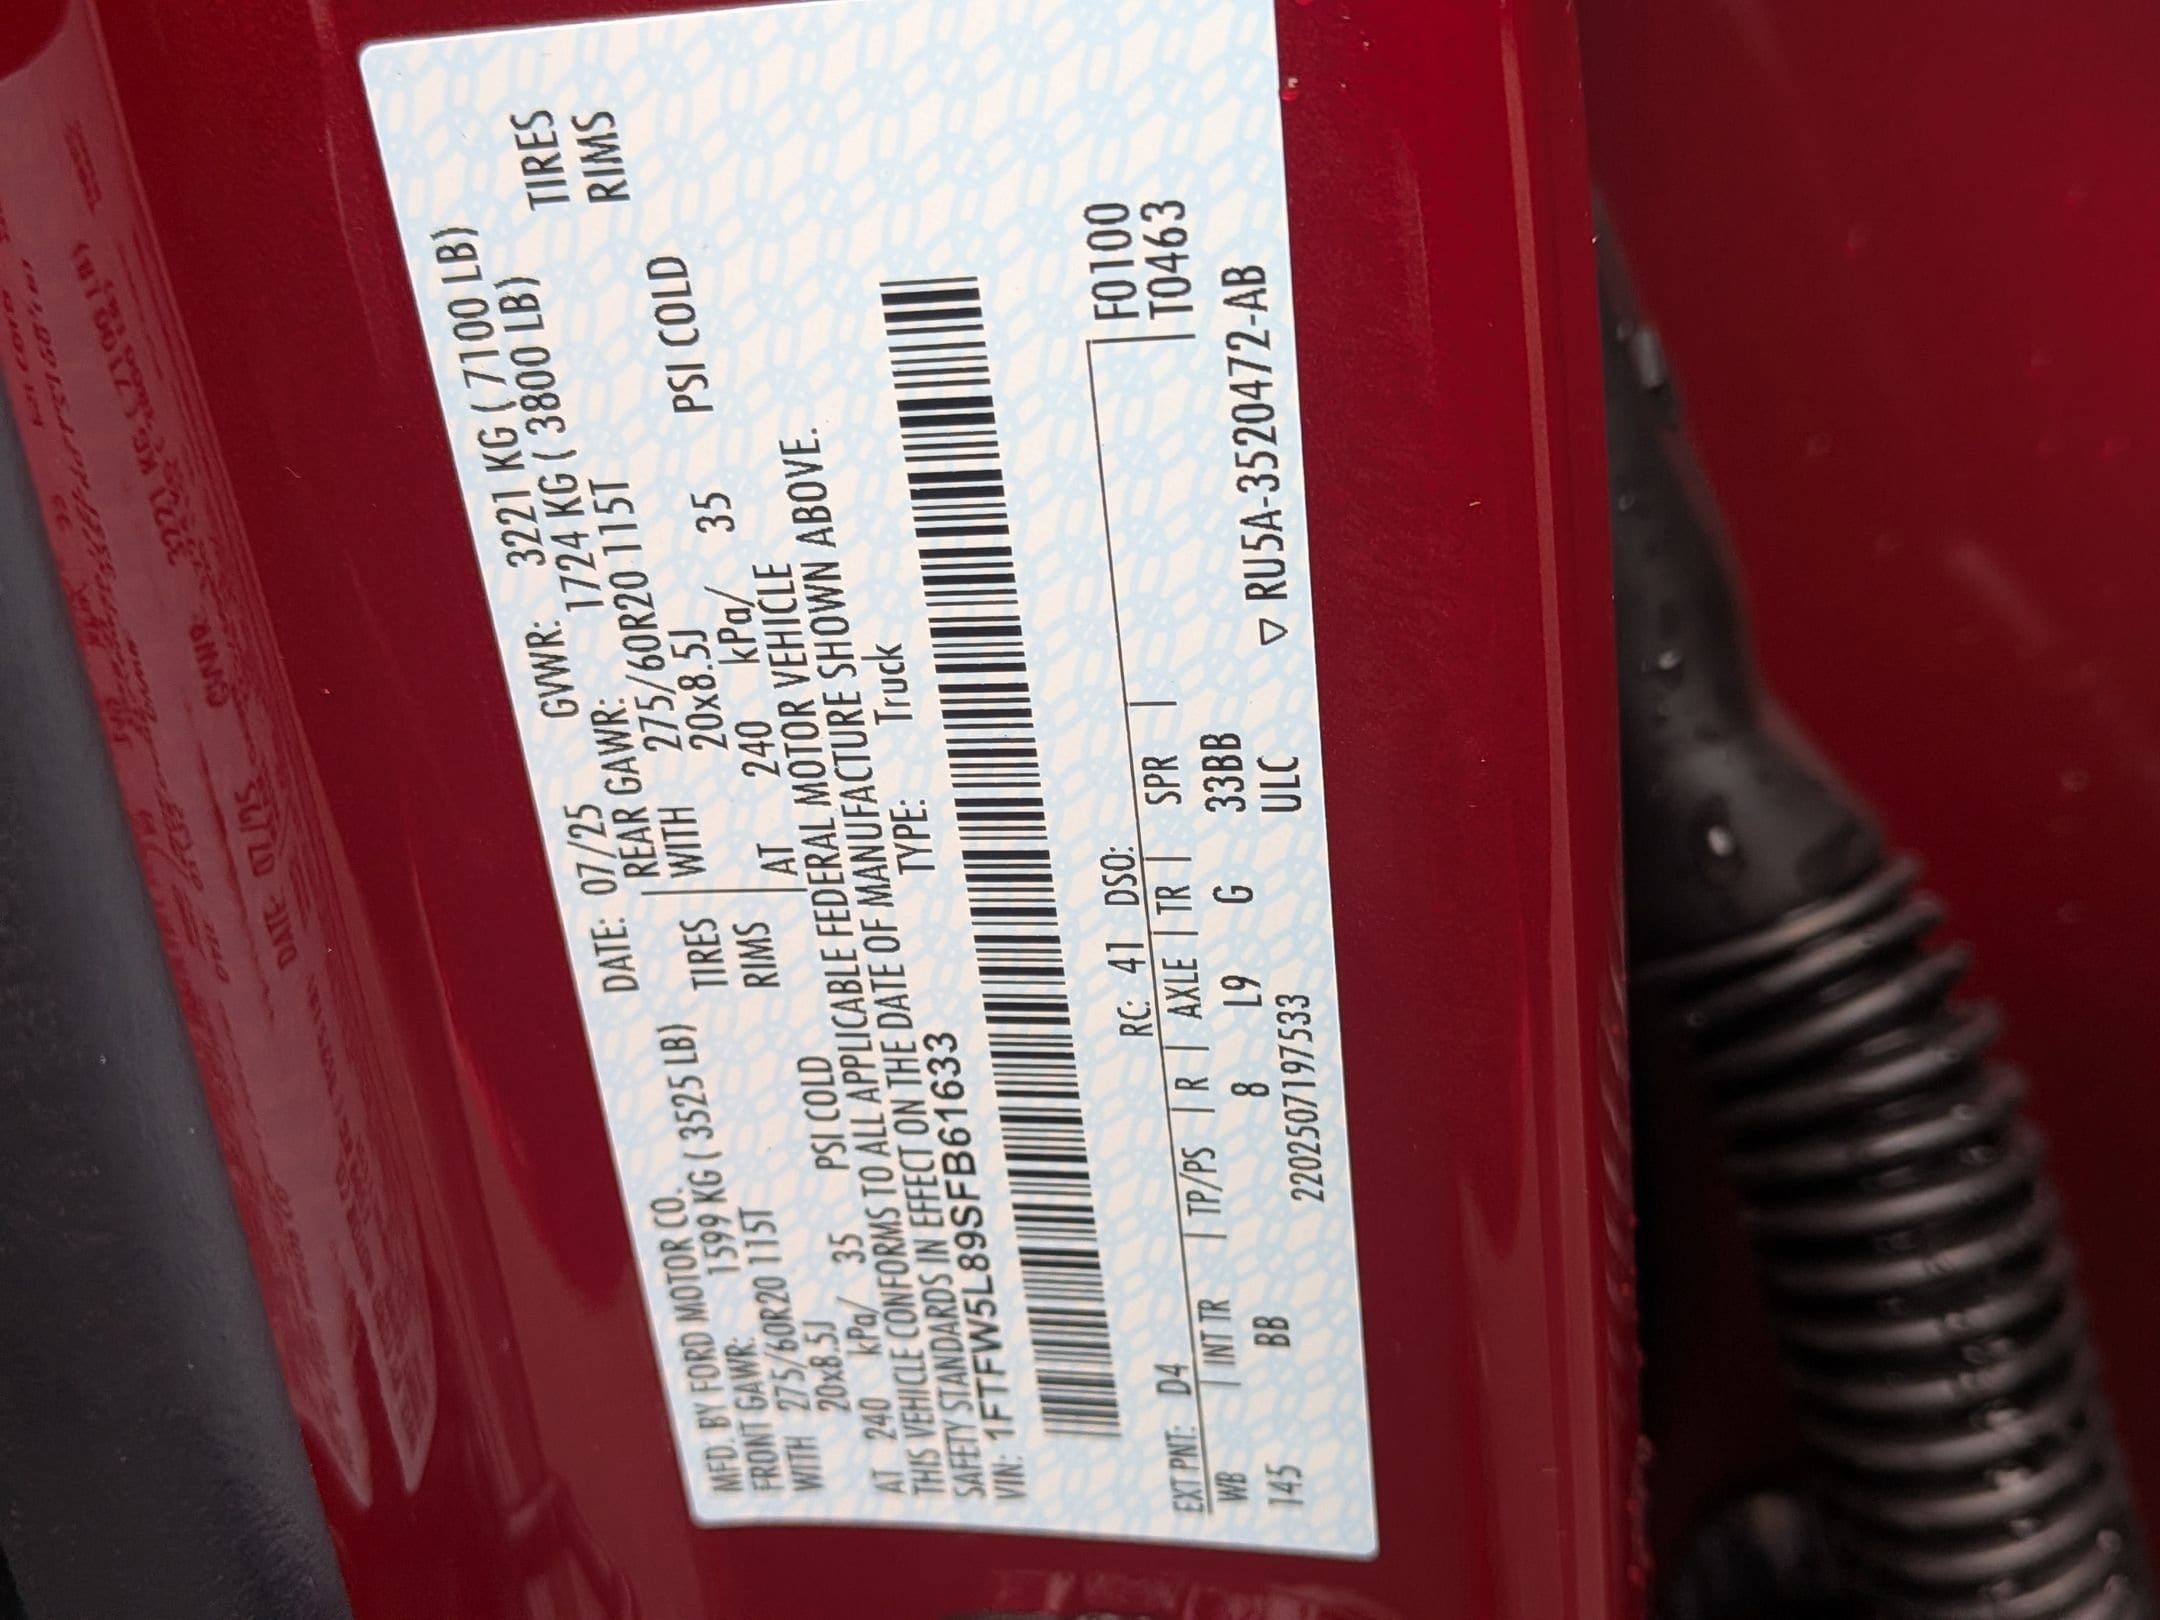 MFD. BY FORD MOTOR CO.
DATE: 07/25 GVWR: 3221 KG ( 7100 LB)
FRONT GAWR: 1599 KG ( 3525 LB) REAR GAWR: 1724 KG ( 3800 LB)
WITH 275/60R20 115T TIRES WITH 275/60R20 115T TIRES
20x8.5J RIMS 20x8.5J RIMS
AT 240 kPa/ 35 PSI COLD AT 240 kPa/ 35 PSI COLD
THIS VEHICLE CONFORMS TO ALL APPLICABLE FEDERAL MOTOR VEHICLE
SAFETY STANDARDS IN EFFECT ON THE DATE OF MANUFACTURE SHOWN ABOVE.
VIN: 1FTFW5L89SFB61633 TYPE: Truck
EXT PNT: D4 RC: 41 DSO: F0100
WB | INT TR | TP/PS | R | AXLE | TR | SPR | | T0463
145 BB 8 L9 G 33BB
2202507197533 ULC ▽ RU5A-3520472-AB